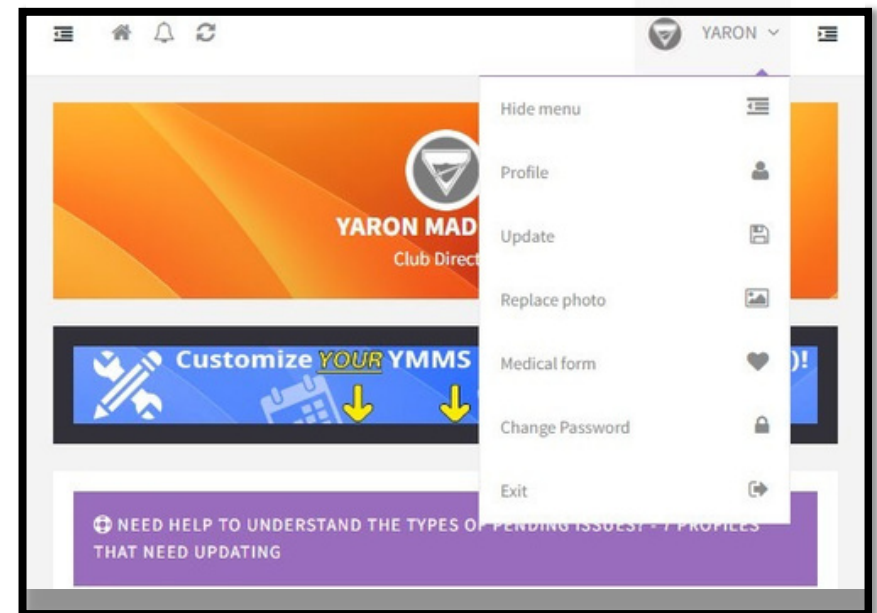 YARON
Hide menu
Profile
YARON MAD
Update
Club Direct
Replace photo
Customize YOUR YMMS )!
Medical form
Change Password
Exit
NEED HELP TO UNDERSTAND THE TYPES OF PENDING ISSUES? - 7 PROFILES
THAT NEED UPDATING